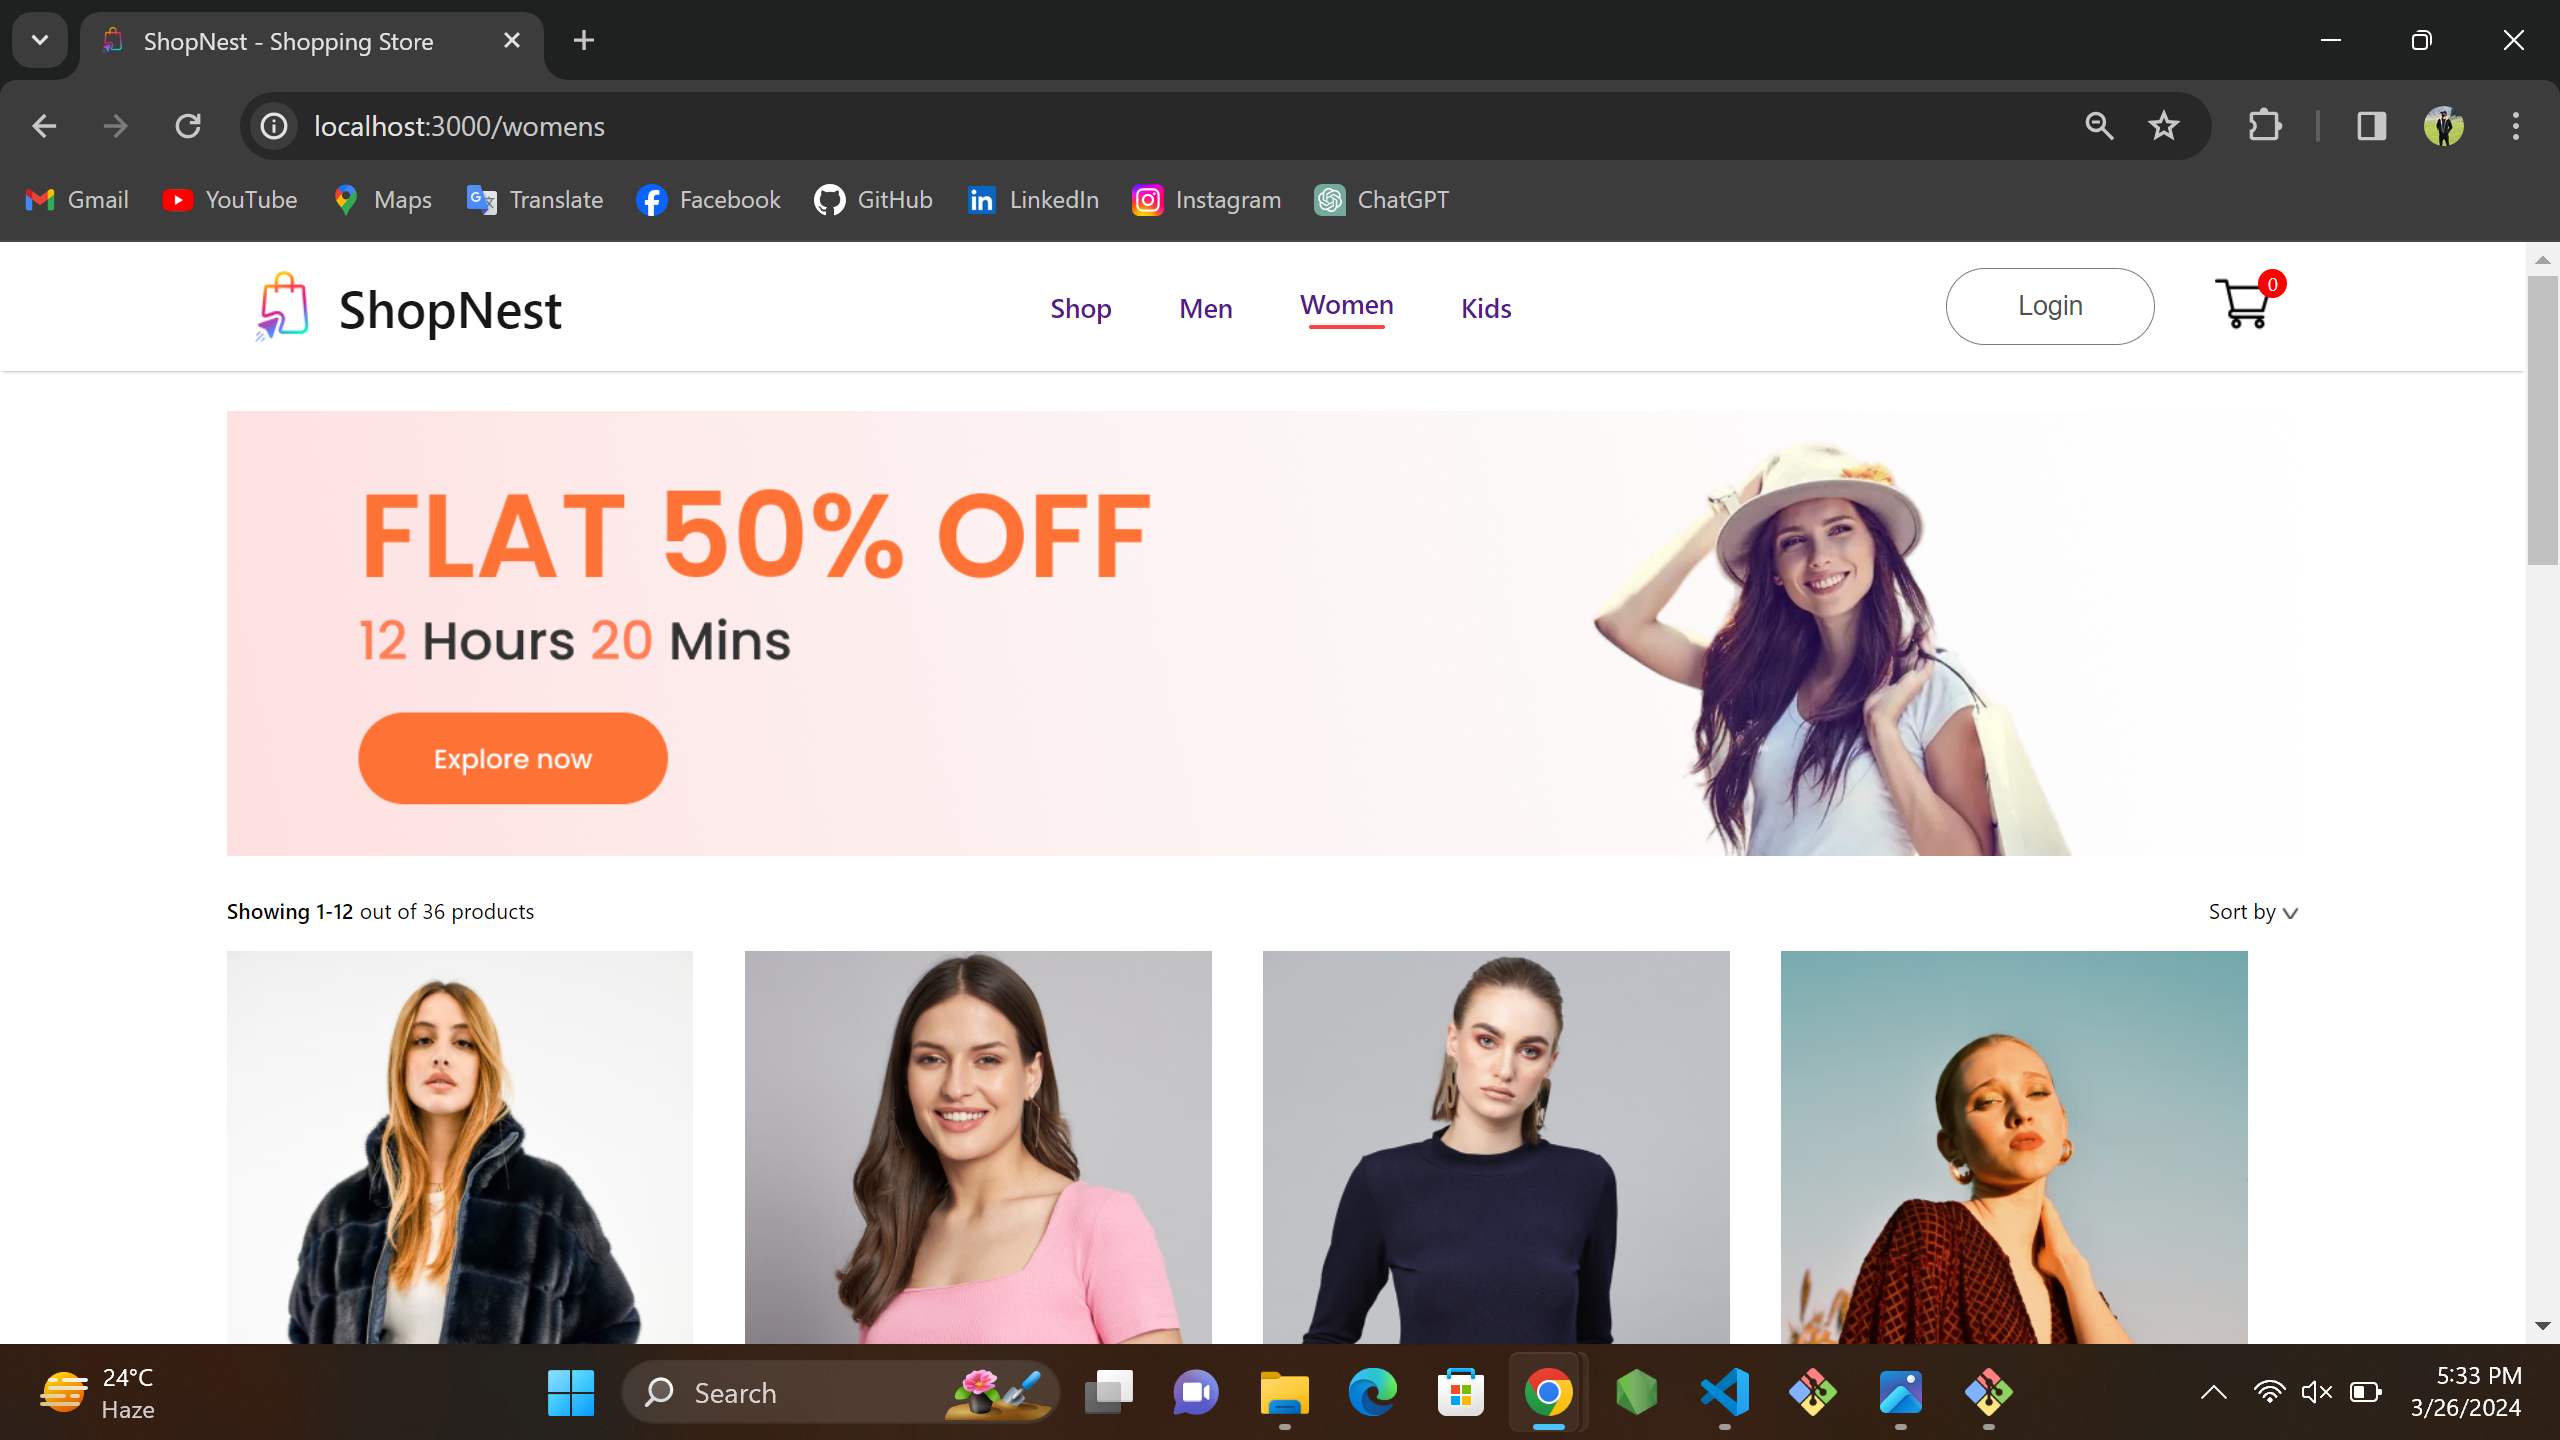 ShopNest - Shopping Store
localhost:3000/womens
Gmail YouTube Maps Translate Facebook GitHub LinkedIn Instagram ChatGPT
ShopNest Shop Men Women Kids Login 0
FLAT 50% OFF
12 Hours 20 Mins
Explore now
Showing 1-12 out of 36 products Sort by
24°C
Haze
Search
5:33 PM
3/26/2024